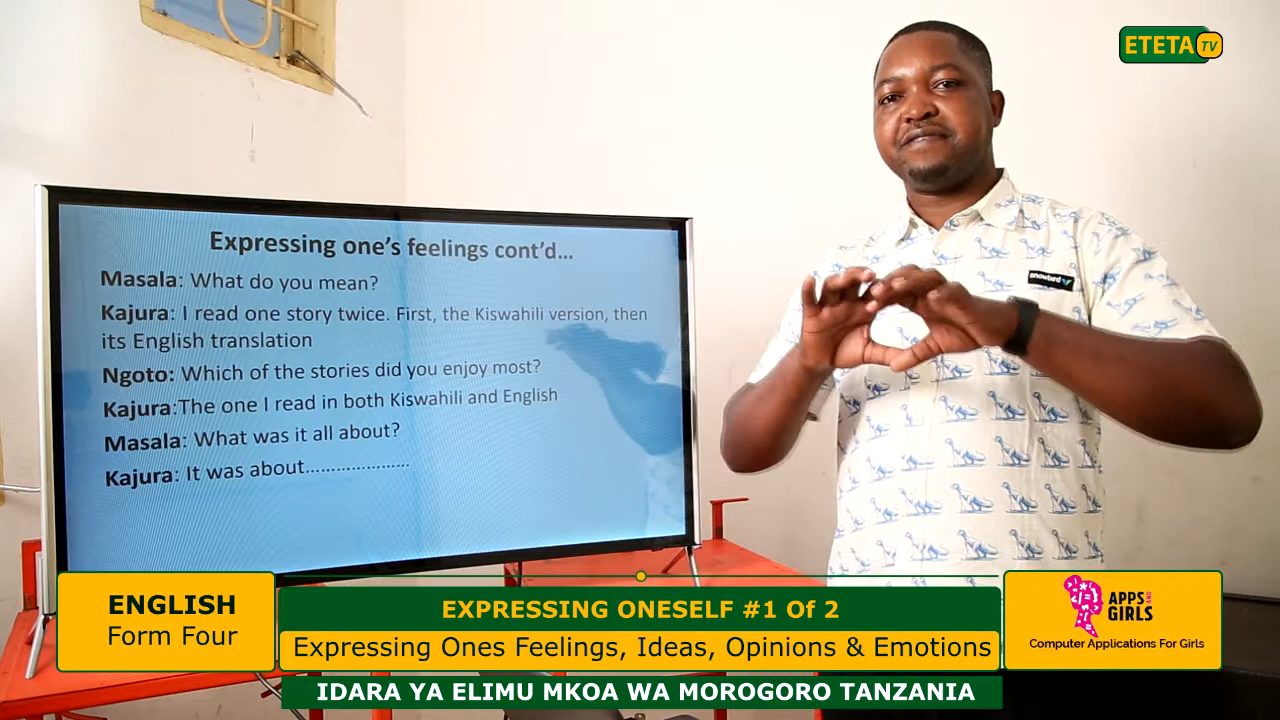 ETETA TV
Expressing one's feelings cont'd...
Masala: What do you mean?
Kajura: I read one story twice. First, the Kiswahili version, then
its English translation
Ngoto: Which of the stories did you enjoy most?
Kajura:The one I read in both Kiswahili and English
Masala: What was it all about?
Kajura: It was about.....................
snowbird
ENGLISH
Form Four
EXPRESSING ONESELF #1 Of 2
Expressing Ones Feelings, Ideas, Opinions & Emotions
APPS AND
GIRLS
Computer Applications For Girls
IDARA YA ELIMU MKOA WA MOROGORO TANZANIA